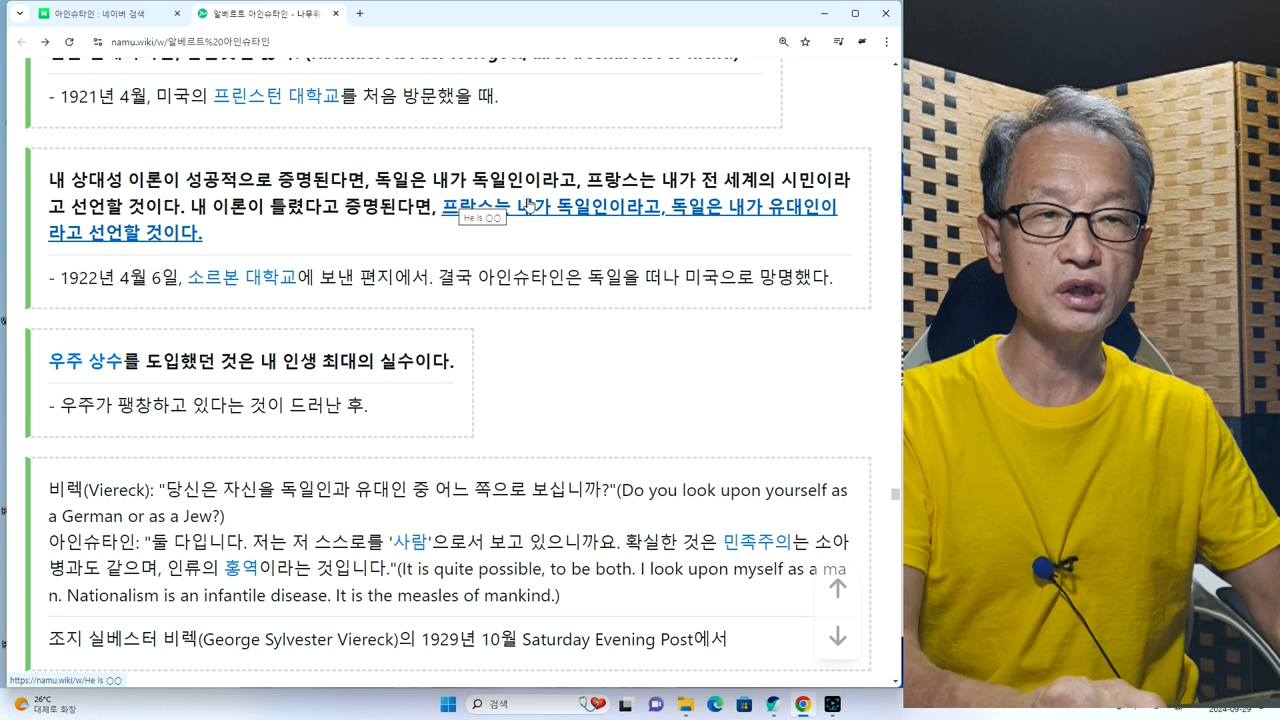 아인슈타인 : 네이버 검색
알베르트 아인슈타인 - 나무위
namu.wiki/w/알베르트%20아인슈타인
- 1921년 4월, 미국의 프린스턴 대학교를 처음 방문했을 때.
내 상대성 이론이 성공적으로 증명된다면, 독일은 내가 독일인이라고, 프랑스는 내가 전 세계의 시민이라
고 선언할 것이다. 내 이론이 틀렸다고 증명된다면, 프랑스는 내가 독일인이라고, 독일은 내가 유대인이
He is ○○
라고 선언할 것이다.
- 1922년 4월 6일, 소르본 대학교에 보낸 편지에서. 결국 아인슈타인은 독일을 떠나 미국으로 망명했다.
우주 상수를 도입했던 것은 내 인생 최대의 실수이다.
- 우주가 팽창하고 있다는 것이 드러난 후.
비렉(Viereck): "당신은 자신을 독일인과 유대인 중 어느 쪽으로 보십니까?"(Do you look upon yourself as
a German or as a Jew?)
아인슈타인: "둘 다입니다. 저는 저 스스로를 '사람'으로서 보고 있으니까요. 확실한 것은 민족주의는 소아
병과도 같으며, 인류의 홍역이라는 것입니다."(It is quite possible, to be both. I look upon myself as a ma
n. Nationalism is an infantile disease. It is the measles of mankind.)
조지 실베스터 비렉(George Sylvester Viereck)의 1929년 10월 Saturday Evening Post에서
https://namu.wiki/w/He is ○○
26°C
대체로 화창
검색
2024-09-29